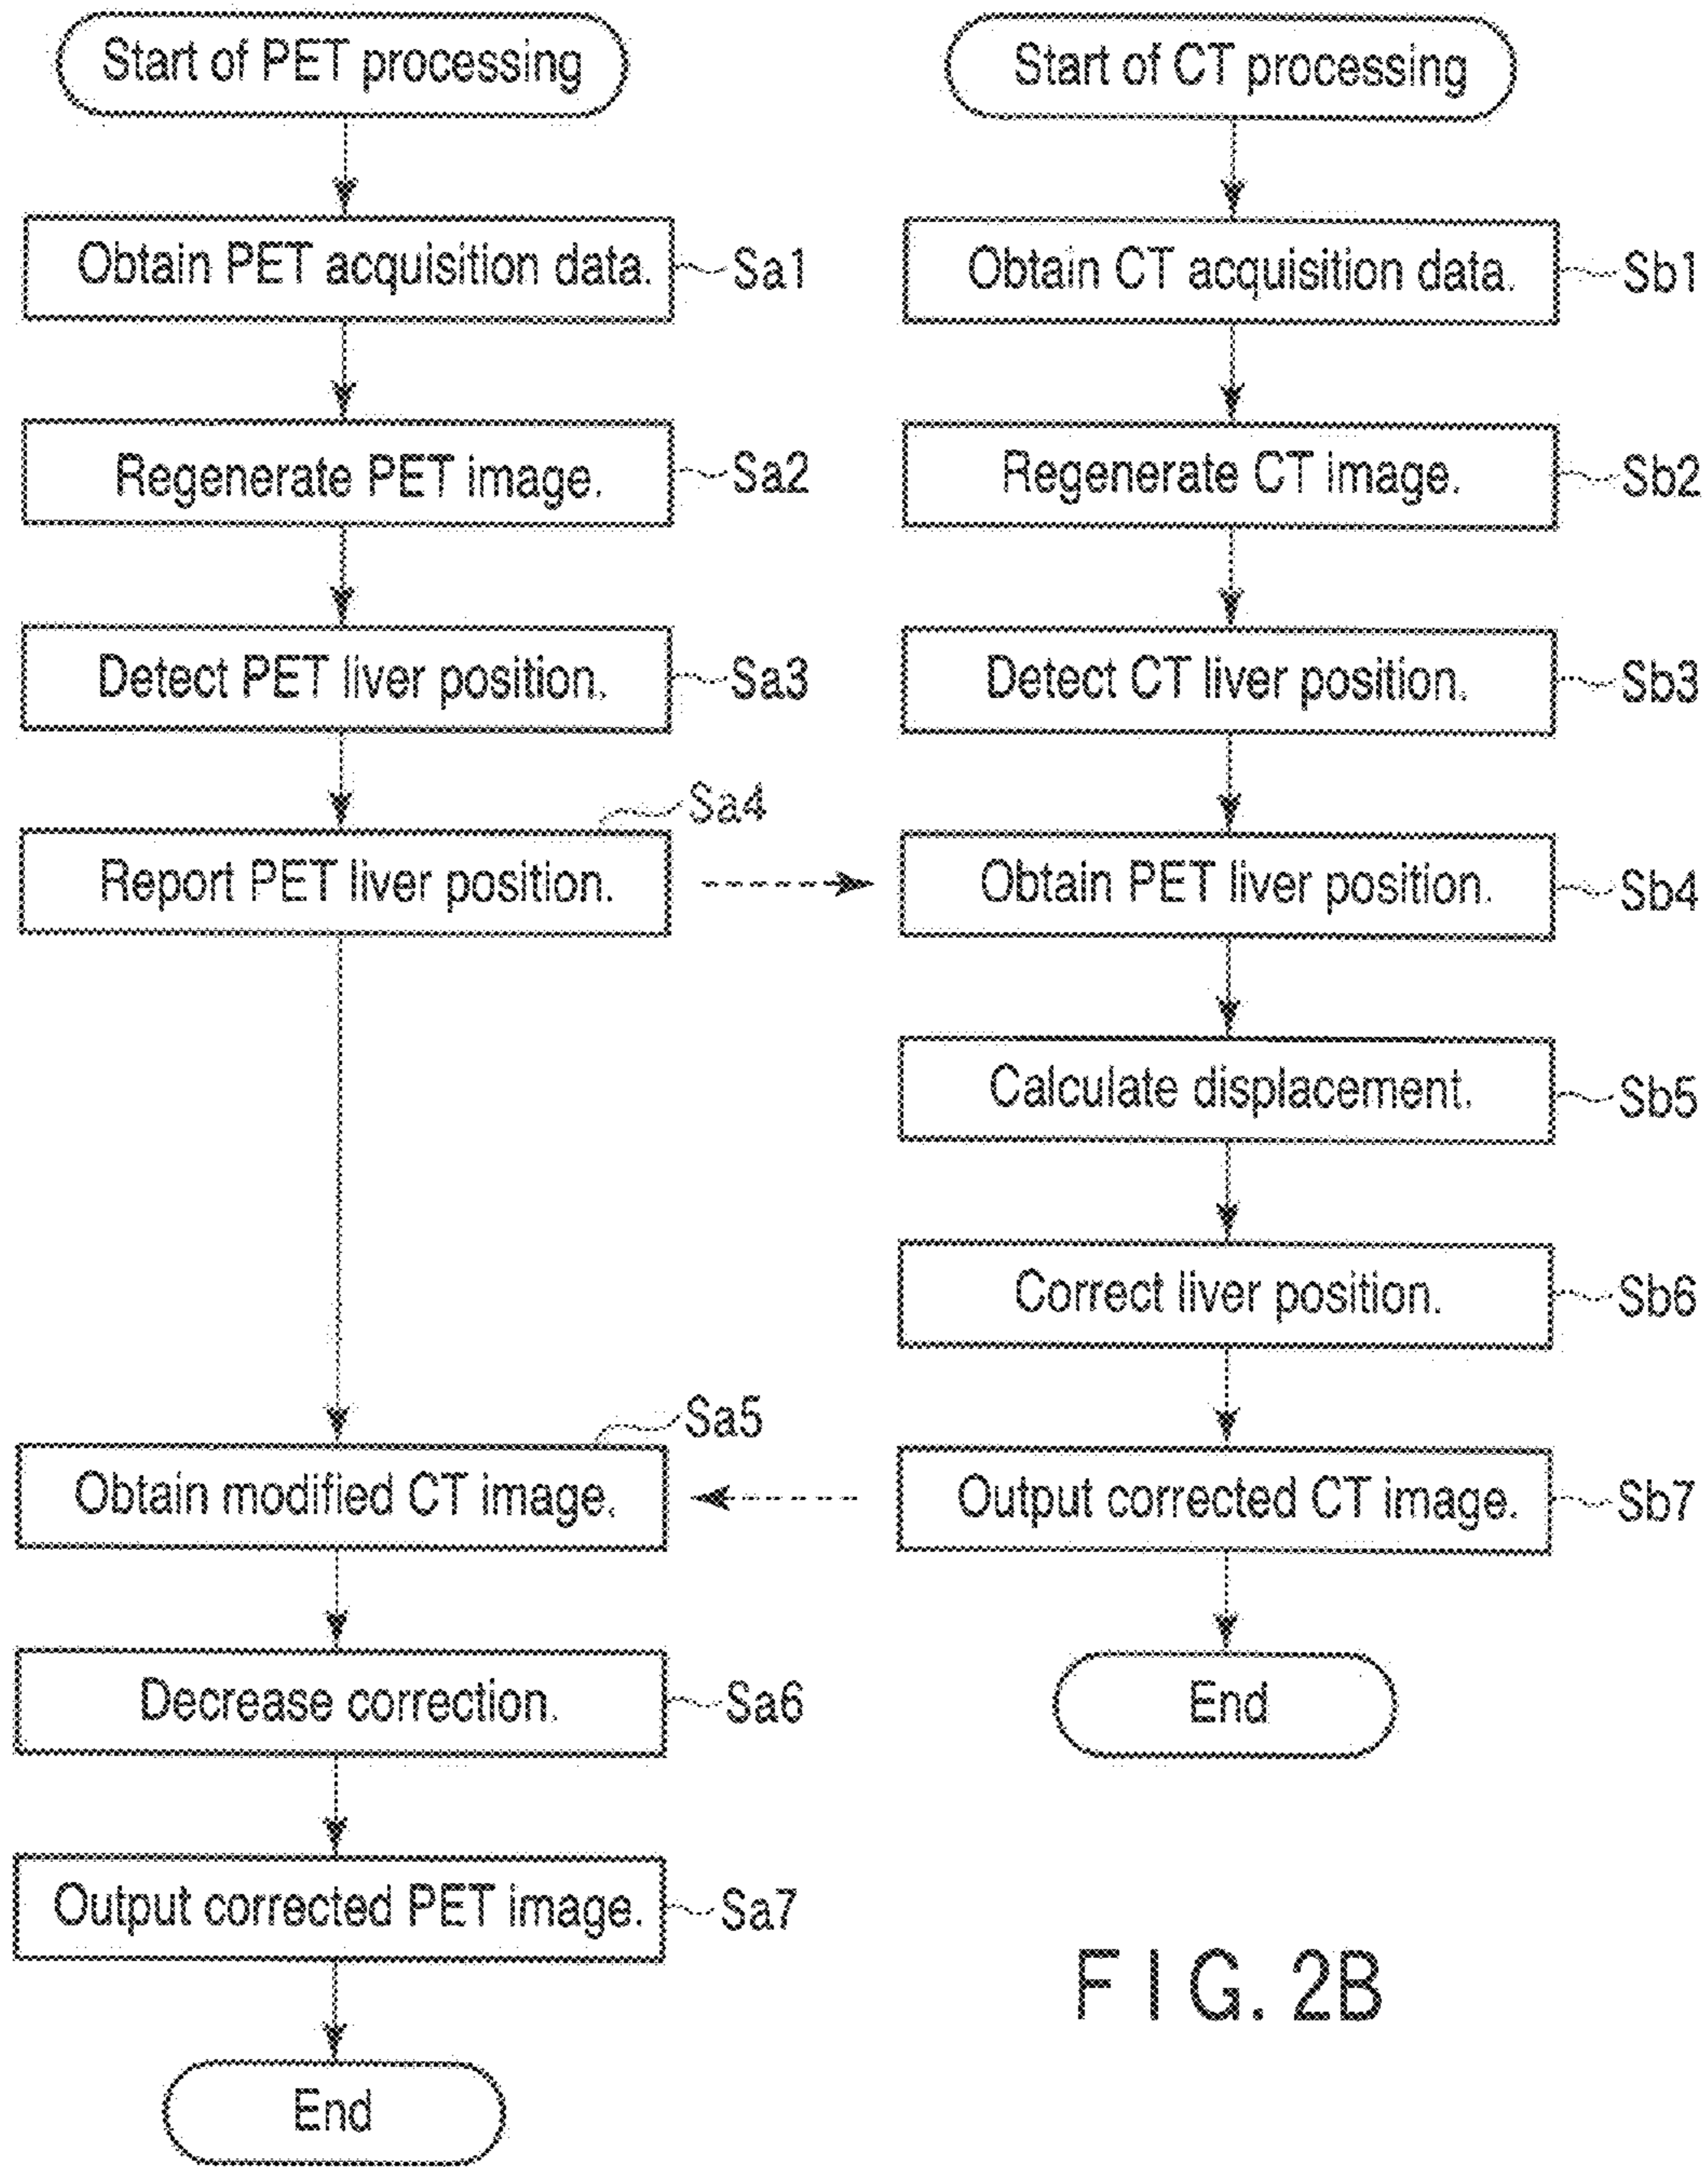 Start of PET processing
Obtain PET acquisition data.
Sa1
Regenerate PET image.
Sa2
Detect PET liver position.
Sa3
Sa4
Report PET liver position.
Sa5
Obtain modified CT image.
Decrease correction.
Sa6
Output corrected PET image.
Sa7
End
Start of CT processing
Obtain CT acquisition data.
Sb1
Regenerate CT image.
Sb2
Detect CT liver position.
Sb3
Obtain PET liver position.
Sb4
Calculate displacement.
Sb5
Correct liver position.
Sb6
Output corrected CT image.
Sb7
End
FIG. 2B